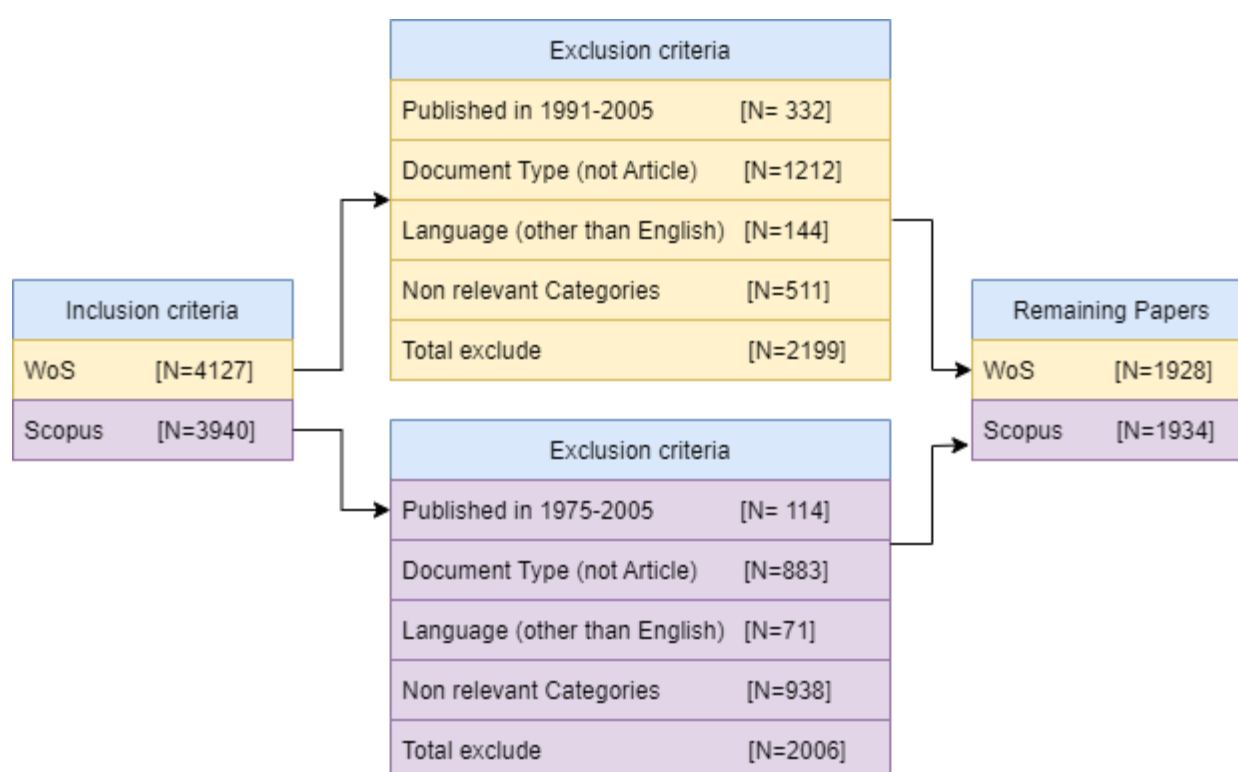 Exclusion criteria
Published in 1991-2005 [N= 332]
Document Type (not Article) [N=1212]
Language (other than English) [N=144]
Non relevant Categories [N=511]
Total exclude [N=2199]
Inclusion criteria
WoS [N=4127]
Scopus [N=3940]
Remaining Papers
WoS [N=1928]
Scopus [N=1934]
Exclusion criteria
Published in 1975-2005 [N= 114]
Document Type (not Article) [N=883]
Language (other than English) [N=71]
Non relevant Categories [N=938]
Total exclude [N=2006]